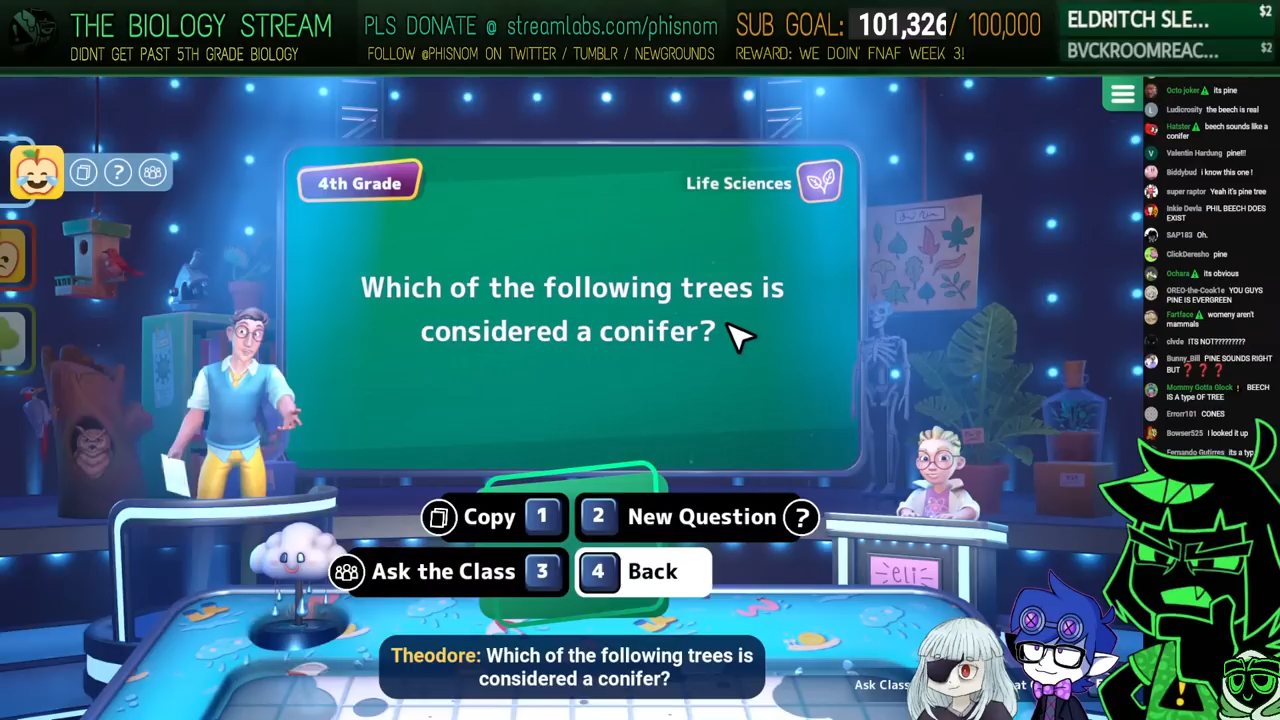 THE BIOLOGY STREAM
DIDNT GET PAST 5TH GRADE BIOLOGY
PLS DONATE @ streamlabs.com/phisnom
FOLLOW @PHISNOM ON TWITTER / TUMBLR / NEWGROUNDS
SUB GOAL: 101,326/ 100,000
REWARD: WE DOIN' FNAF WEEK 3!
ELDRITCH SLE... $2
BVCKROOMREAC... $2
4th Grade
Life Sciences
Which of the following trees is
considered a conifer?
Copy 1
2 New Question ?
Ask the Class 3
4 Back
eli
Theodore: Which of the following trees is
considered a conifer?
Ask Class
Octo joker its pine
Ludicrosity the beech is real
Hatster beech sounds like a
conifer
Valentin Hardung pine!!!
Biddybud i know this one !
super raptor Yeah it's pine tree
Inkie Devla PHIL BEECH DOES
EXIST
SAP183 Oh.
ClickDeresho pine
Ochara its obvious
OREO-the-Cook1e YOU GUYS
PINE IS EVERGREEN
Fartface womeny aren't
mammals
clvde ITS NOT?????????
Bunny_Bill PINE SOUNDS RIGHT
BUT ❓❓❓
Mommy Gotta Glock BEECH
IS A type OF TREE
Errorr101 CONES
Bowser525 I looked it up
Fernando Gutirres its a typ